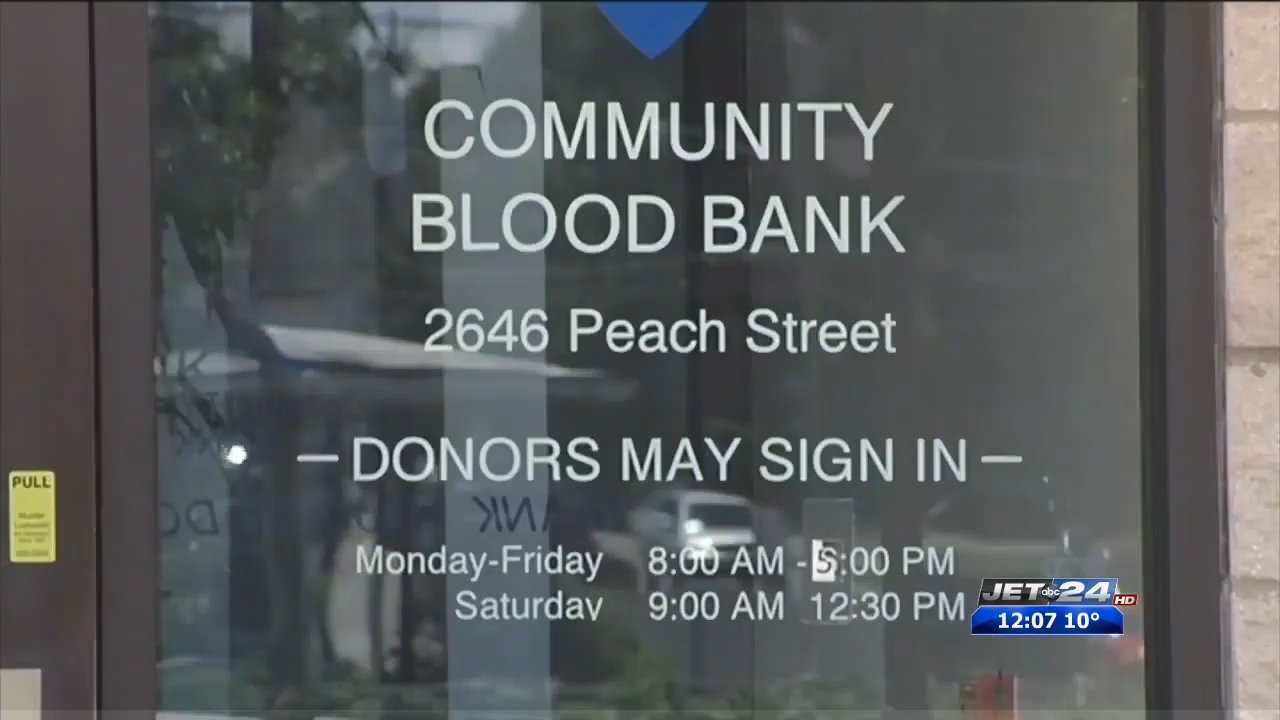 COMMUNITY
BLOOD BANK
2646 Peach Street
—DONORS MAY SIGN IN—
PULL
Monday-Friday 8:00 AM - 5:00 PM
Saturday 9:00 AM 12:30 PM
JET abc 24 HD
12:07 10°